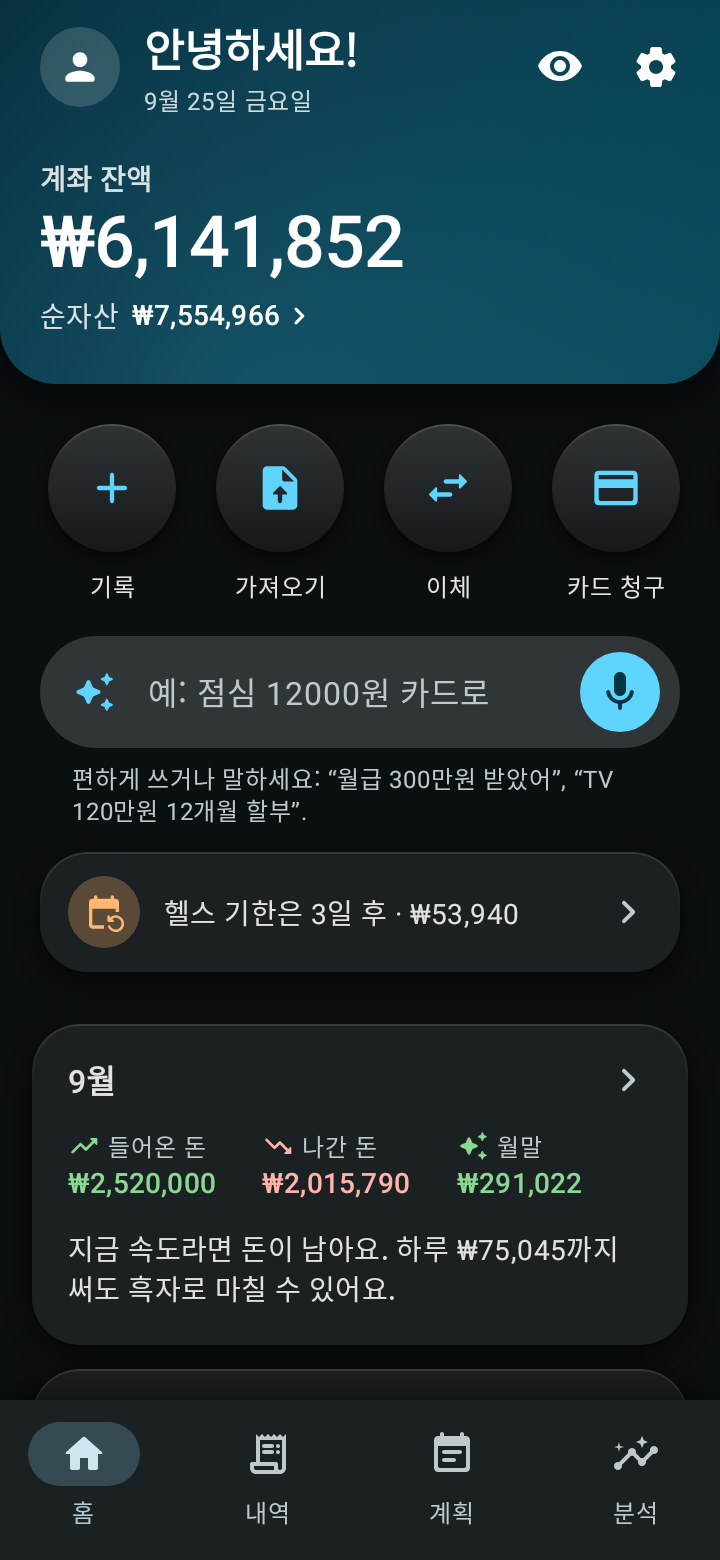 안녕하세요!
9월 25일 금요일
계좌 잔액
₩6,141,852
순자산 ₩7,554,966
기록
가져오기
이체
카드 청구
예: 점심 12000원 카드로
편하게 쓰거나 말하세요: “월급 300만원 받았어”, “TV
120만원 12개월 할부”.
헬스 기한은 3일 후 · ₩53,940
9월
들어온 돈
₩2,520,000
나간 돈
₩2,015,790
월말
₩291,022
지금 속도라면 돈이 남아요. 하루 ₩75,045까지
써도 흑자로 마칠 수 있어요.
홈
내역
계획
분석